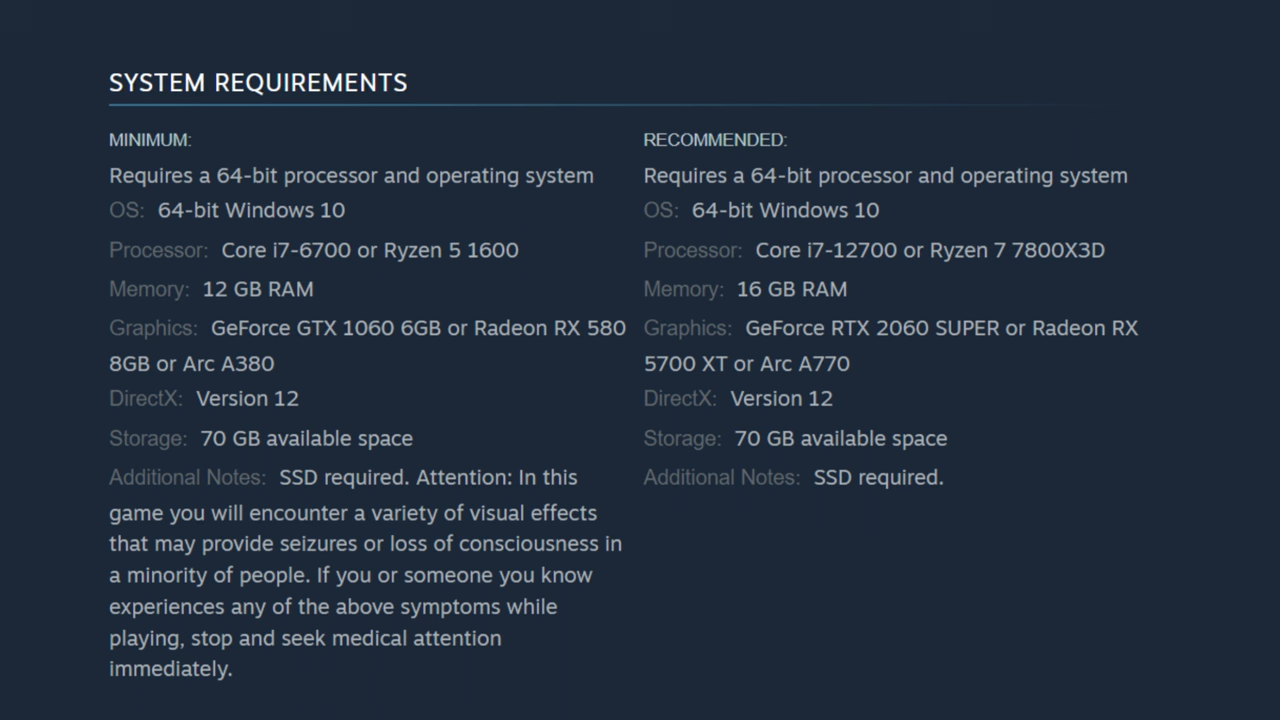 SYSTEM REQUIREMENTS
MINIMUM:
Requires a 64-bit processor and operating system
OS: 64-bit Windows 10
Processor: Core i7-6700 or Ryzen 5 1600
Memory: 12 GB RAM
Graphics: GeForce GTX 1060 6GB or Radeon RX 580
8GB or Arc A380
DirectX: Version 12
Storage: 70 GB available space
Additional Notes: SSD required. Attention: In this
game you will encounter a variety of visual effects
that may provide seizures or loss of consciousness in
a minority of people. If you or someone you know
experiences any of the above symptoms while
playing, stop and seek medical attention
immediately.
RECOMMENDED:
Requires a 64-bit processor and operating system
OS: 64-bit Windows 10
Processor: Core i7-12700 or Ryzen 7 7800X3D
Memory: 16 GB RAM
Graphics: GeForce RTX 2060 SUPER or Radeon RX
5700 XT or Arc A770
DirectX: Version 12
Storage: 70 GB available space
Additional Notes: SSD required.